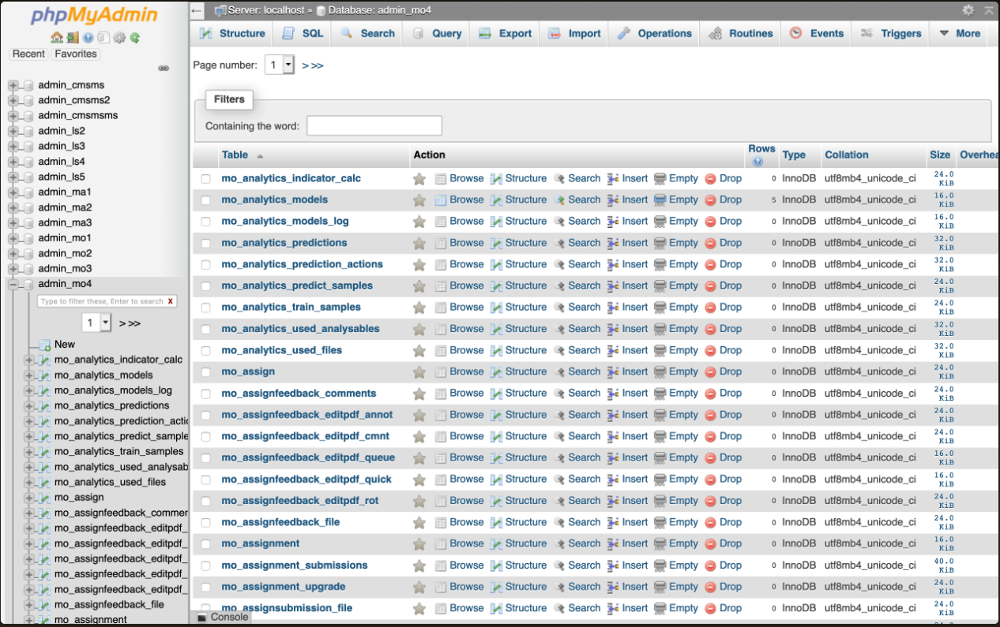 phpMyAdmin
Recent Favorites
admin_cmsms
admin_cmsms2
admin_cmsmsms
admin_ls2
admin_ls3
admin_ls4
admin_ls5
admin_ma1
admin_ma2
admin_ma3
admin_mo1
admin_mo2
admin_mo3
admin_mo4
Type to filter these, Enter to search X
1 > >>
New
mo_analytics_indicator_calc
mo_analytics_models
mo_analytics_models_log
mo_analytics_predictions
mo_analytics_prediction_actic
mo_analytics_predict_sample
mo_analytics_train_samples
mo_analytics_used_analysab
mo_analytics_used_files
mo_assign
mo_assignfeedback_commer
mo_assignfeedback_editpdf_
mo_assignfeedback_editpdf_
mo_assignfeedback_editpdf_
mo_assignfeedback_editpdf_
mo_assignfeedback_editpdf_
mo_assignfeedback_file
mo_assignment
Server: localhost » Database: admin_mo4
Structure SQL Search Query Export Import Operations Routines Events Triggers More
Page number: 1 > >>
Filters
Containing the word:
Table Action Rows Type Collation Size Overhea
mo_analytics_indicator_calc Browse Structure Search Insert Empty Drop 0 InnoDB utf8mb4_unicode_ci 24.0 KiB
mo_analytics_models Browse Structure Search Insert Empty Drop 5 InnoDB utf8mb4_unicode_ci 16.0 KiB
mo_analytics_models_log Browse Structure Search Insert Empty Drop 0 InnoDB utf8mb4_unicode_ci 16.0 KiB
mo_analytics_predictions Browse Structure Search Insert Empty Drop 0 InnoDB utf8mb4_unicode_ci 32.0 KiB
mo_analytics_prediction_actions Browse Structure Search Insert Empty Drop 0 InnoDB utf8mb4_unicode_ci 32.0 KiB
mo_analytics_predict_samples Browse Structure Search Insert Empty Drop 0 InnoDB utf8mb4_unicode_ci 24.0 KiB
mo_analytics_train_samples Browse Structure Search Insert Empty Drop 0 InnoDB utf8mb4_unicode_ci 24.0 KiB
mo_analytics_used_analysables Browse Structure Search Insert Empty Drop 0 InnoDB utf8mb4_unicode_ci 32.0 KiB
mo_analytics_used_files Browse Structure Search Insert Empty Drop 0 InnoDB utf8mb4_unicode_ci 32.0 KiB
mo_assign Browse Structure Search Insert Empty Drop 0 InnoDB utf8mb4_unicode_ci 24.0 KiB
mo_assignfeedback_comments Browse Structure Search Insert Empty Drop 0 InnoDB utf8mb4_unicode_ci 24.0 KiB
mo_assignfeedback_editpdf_annot Browse Structure Search Insert Empty Drop 0 InnoDB utf8mb4_unicode_ci 24.0 KiB
mo_assignfeedback_editpdf_cmnt Browse Structure Search Insert Empty Drop 0 InnoDB utf8mb4_unicode_ci 24.0 KiB
mo_assignfeedback_editpdf_queue Browse Structure Search Insert Empty Drop 0 InnoDB utf8mb4_unicode_ci 16.0 KiB
mo_assignfeedback_editpdf_quick Browse Structure Search Insert Empty Drop 0 InnoDB utf8mb4_unicode_ci 16.0 KiB
mo_assignfeedback_editpdf_rot Browse Structure Search Insert Empty Drop 0 InnoDB utf8mb4_unicode_ci 24.0 KiB
mo_assignfeedback_file Browse Structure Search Insert Empty Drop 0 InnoDB utf8mb4_unicode_ci 24.0 KiB
mo_assignment Browse Structure Search Insert Empty Drop 0 InnoDB utf8mb4_unicode_ci 16.0 KiB
mo_assignment_submissions Browse Structure Search Insert Empty Drop 0 InnoDB utf8mb4_unicode_ci 40.0 KiB
mo_assignment_upgrade Browse Structure Search Insert Empty Drop 0 InnoDB utf8mb4_unicode_ci 24.0 KiB
mo_assignsubmission_file Browse Structure Search Insert Empty Drop 0 InnoDB utf8mb4_unicode_ci 24.0 KiB
Console